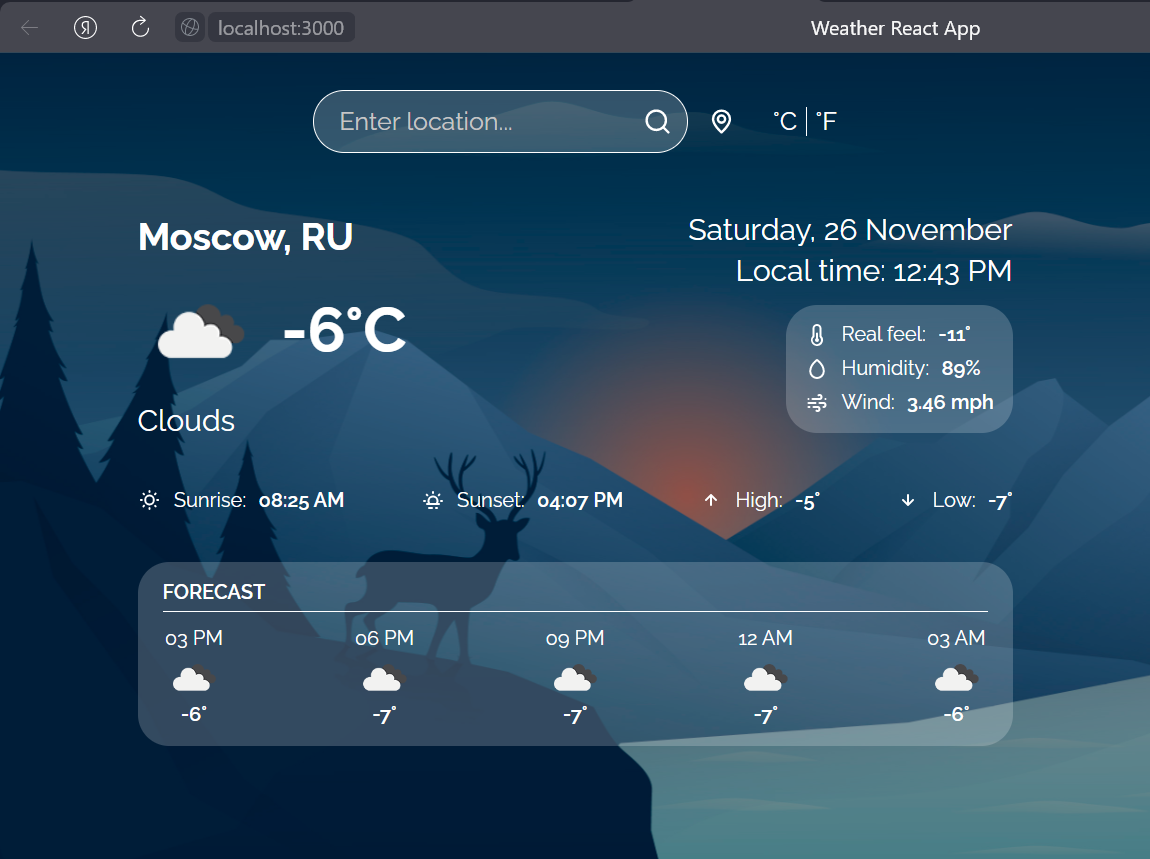 Я localhost:3000 Weather React App
Enter location... °C | °F
Moscow, RU
Saturday, 26 November
Local time: 12:43 PM
-6°C
Real feel: -11°
Humidity: 89%
Wind: 3.46 mph
Clouds
Sunrise: 08:25 AM Sunset: 04:07 PM High: -5° Low: -7°
FORECAST
03 PM 06 PM 09 PM 12 AM 03 AM
-6° -7° -7° -7° -6°